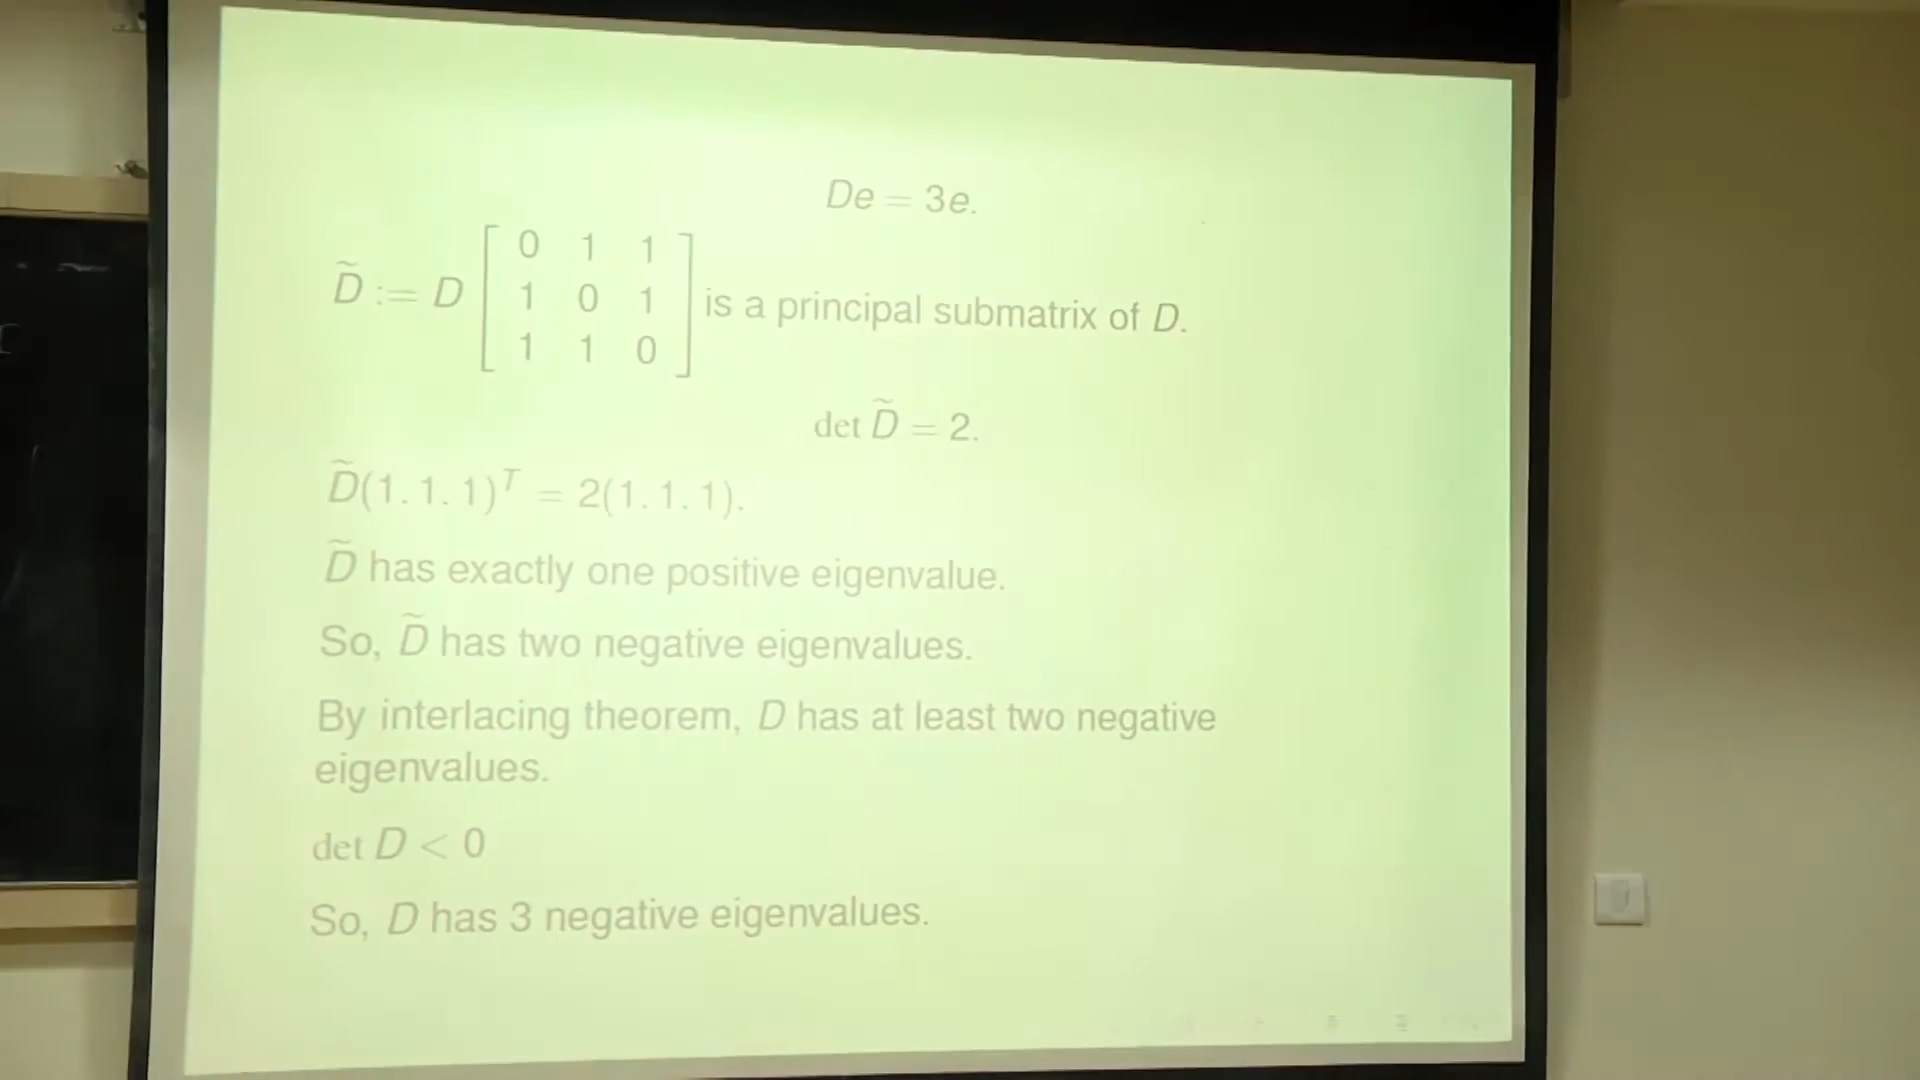 De = 3e.
D̃ := D [ 0 1 1
1 0 1
1 1 0 ] is a principal submatrix of D.
det D̃ = 2.
D̃(1. 1. 1)ᵀ = 2(1. 1. 1).
D̃ has exactly one positive eigenvalue.
So, D̃ has two negative eigenvalues.
By interlacing theorem, D has at least two negative
eigenvalues.
det D < 0
So, D has 3 negative eigenvalues.